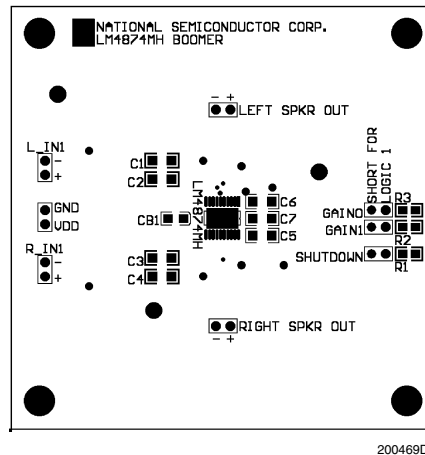 NATIONAL SEMICONDUCTOR CORP.
LM4874MH BOOMER
- +
LEFT SPKR OUT
L_IN1
-
+
C1
C2
SHORT FOR
LOGIC 1
GND
VDD
CB1
LM4874MH
C6
C7
C5
GAIN0
R3
GAIN1
R2
SHUTDOWN
R1
R_IN1
-
+
C3
C4
RIGHT SPKR OUT
- +
200469D